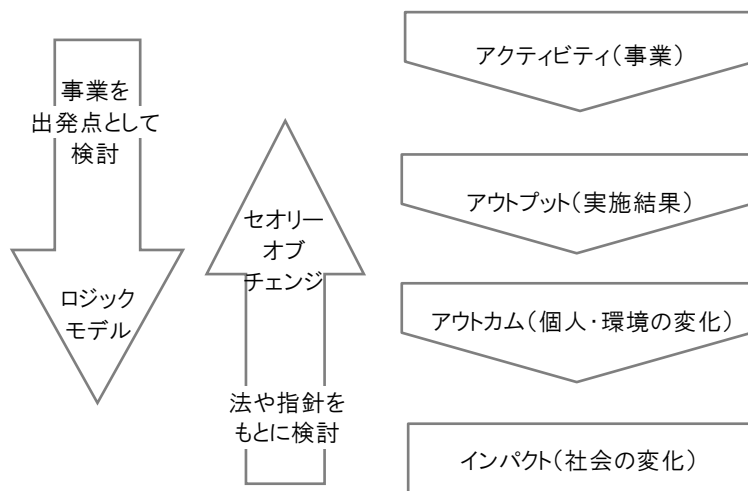 事業を
出発点として
検討
ロジック
モデル
セオリー
オブ
チェンジ
法や指針を
もとに検討
アクティビティ（事業）
アウトプット（実施結果）
アウトカム（個人・環境の変化）
インパクト（社会の変化）